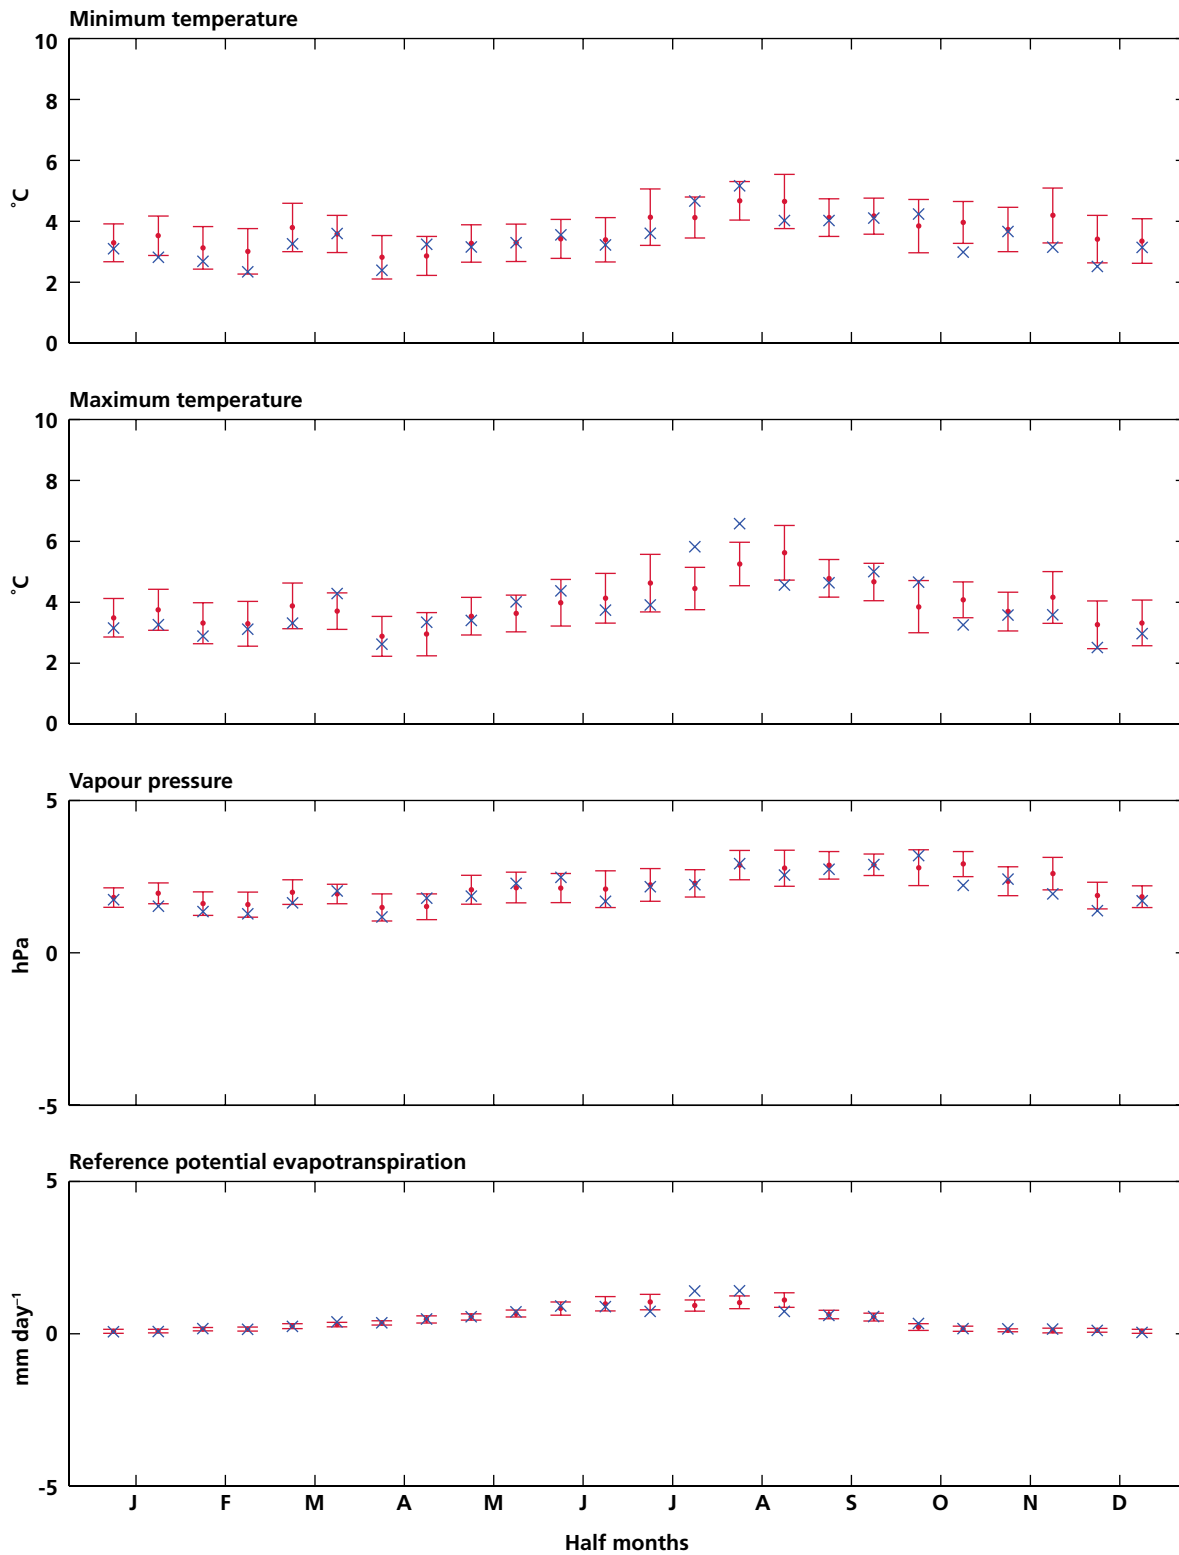 Minimum temperature
10
8
6
4
2
0
°C
Maximum temperature
10
8
6
4
2
0
°C
Vapour pressure
5
0
-5
hPa
Reference potential evapotranspiration
5
0
-5
mm day⁻¹
J F M A M J J A S O N D
Half months